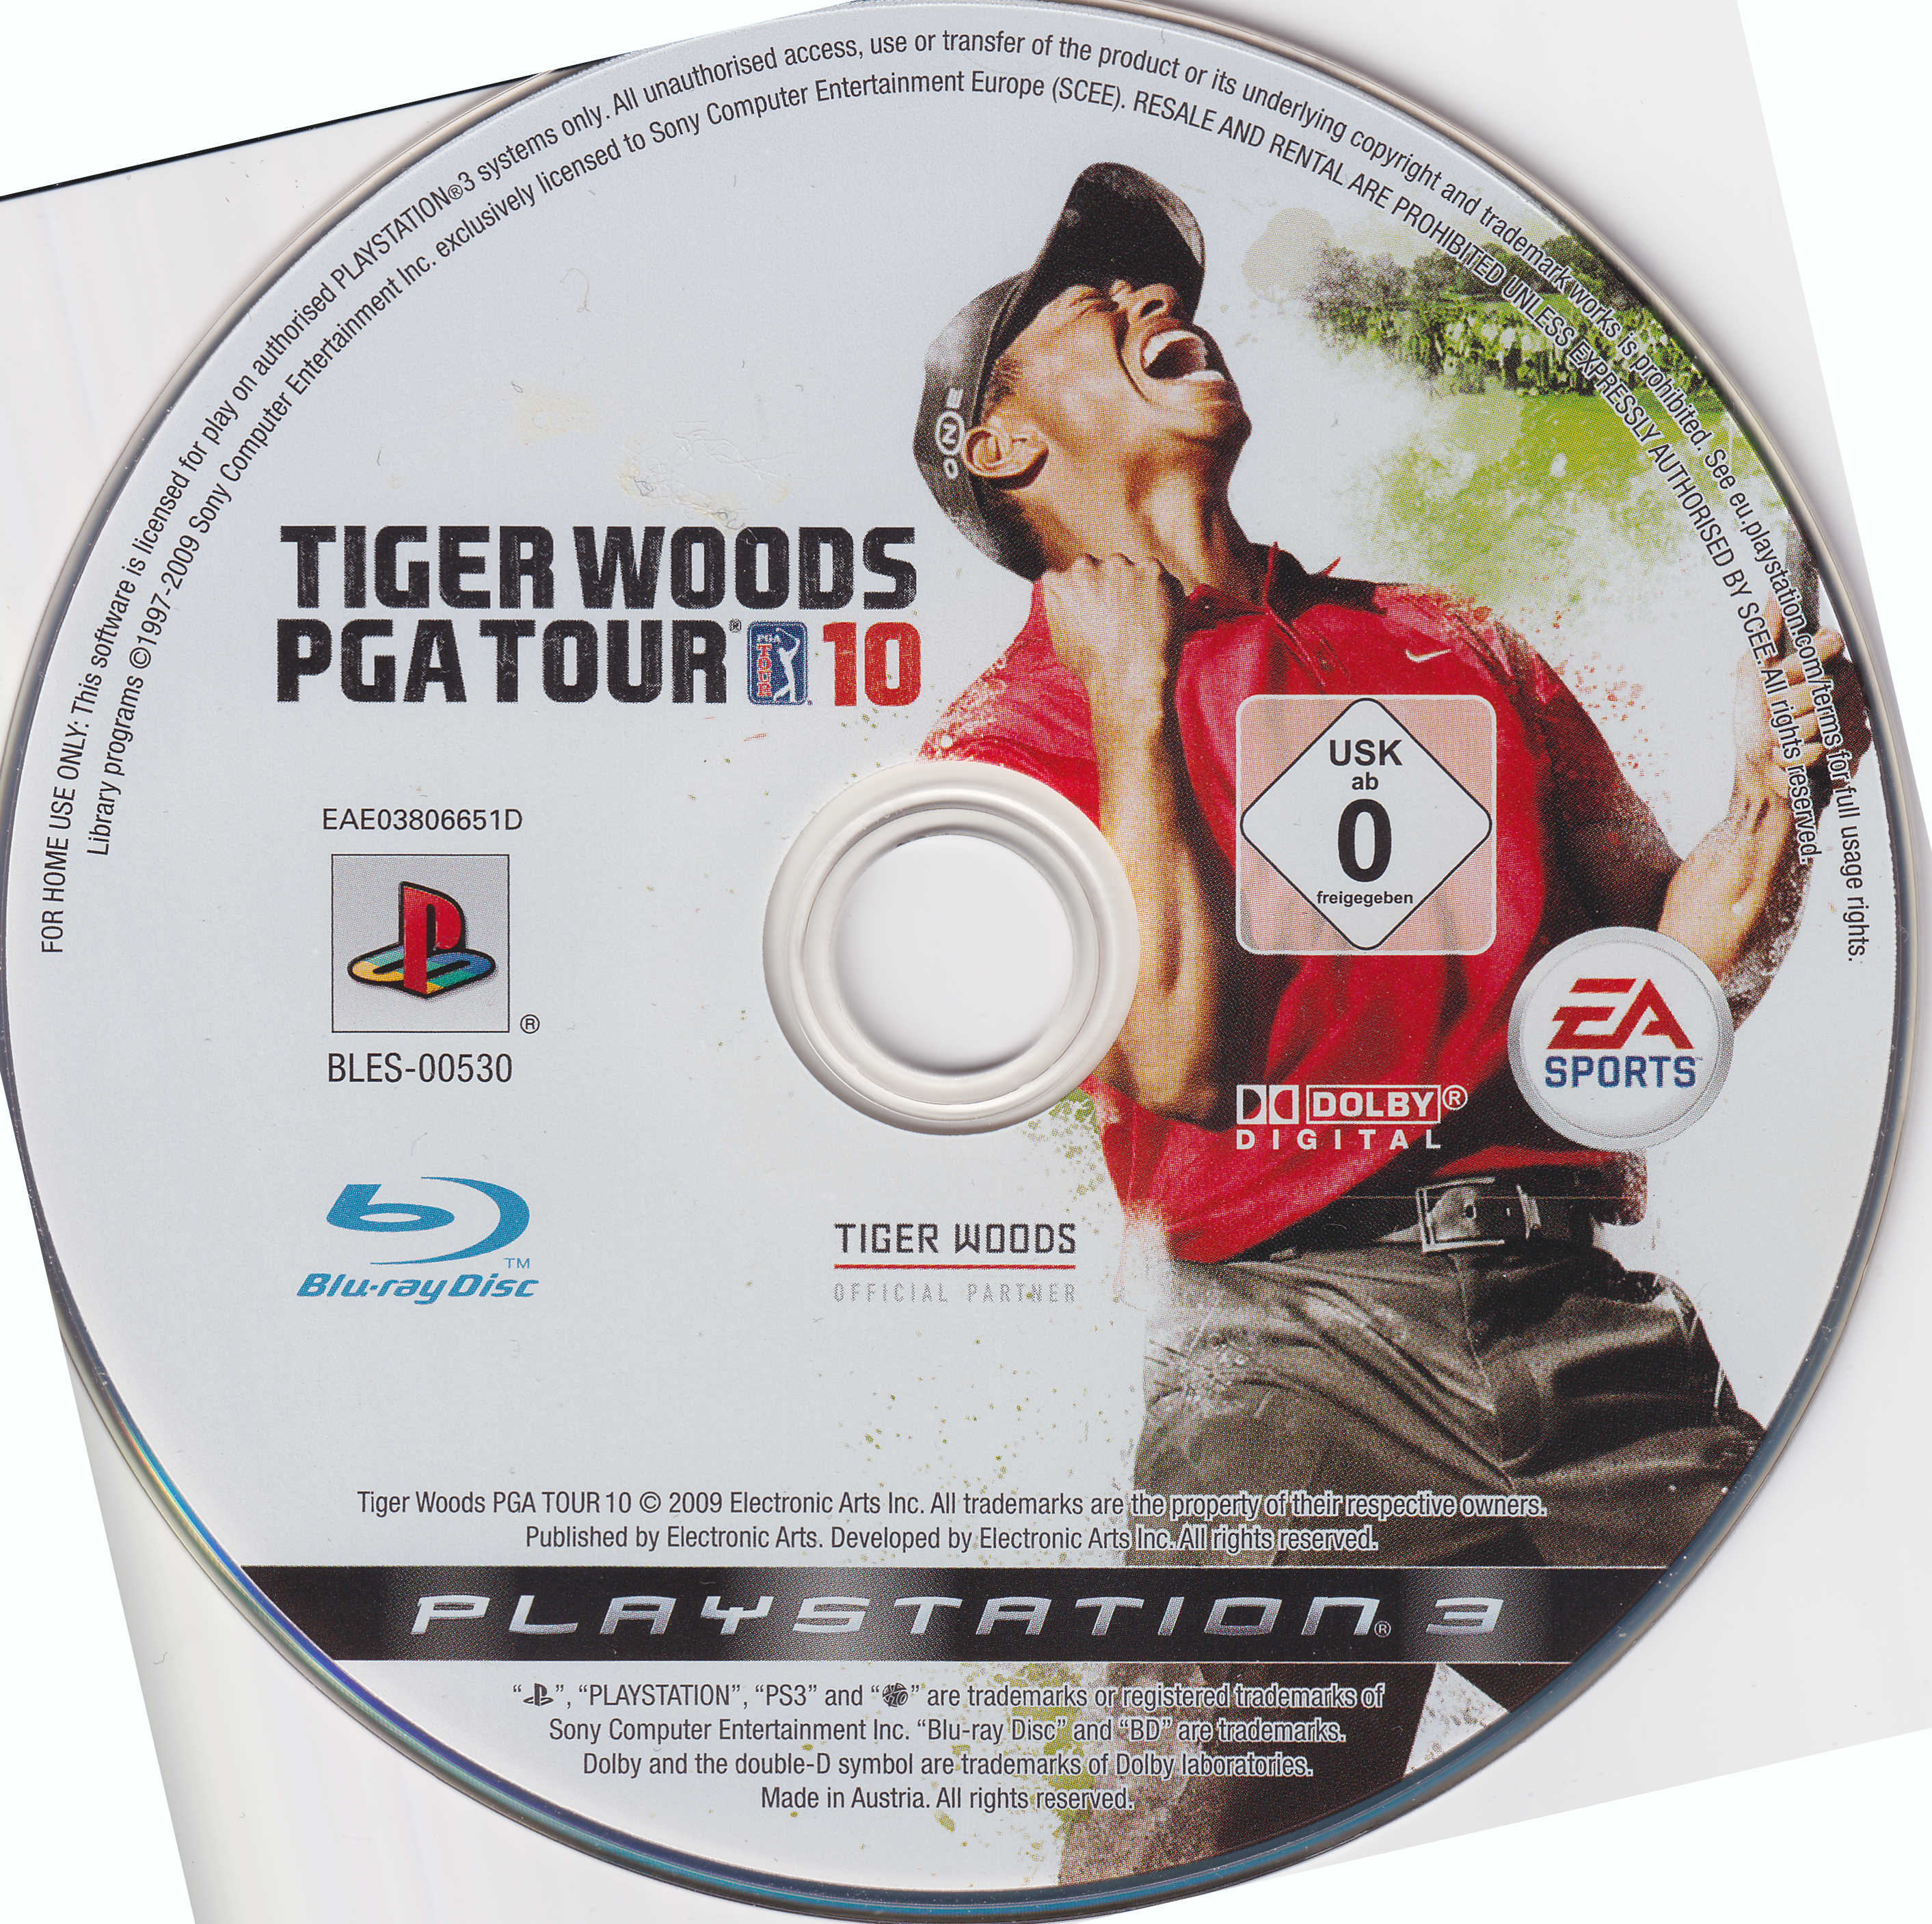 FOR HOME USE ONLY: This software is licensed for play on authorised PLAYSTATION®3 systems only. All unauthorised access, use or transfer of the product or its underlying copyright and trademark works is prohibited. See eu.playstation.com/terms for full usage rights.
Library programs ©1997-2009 Sony Computer Entertainment Inc. exclusively licensed to Sony Computer Entertainment Europe (SCEE). RESALE AND RENTAL ARE PROHIBITED UNLESS EXPRESSLY AUTHORISED BY SCEE. All rights reserved.
TIGER WOODS
PGA TOUR® PGA TOUR 10
EAE03806651D
®
BLES-00530
USK
ab
0
freigegeben
EA
SPORTS™
DOLBY®
DIGITAL
TM
Blu-ray Disc
TIGER WOODS
OFFICIAL PARTNER
Tiger Woods PGA TOUR 10 © 2009 Electronic Arts Inc. All trademarks are the property of their respective owners.
Published by Electronic Arts. Developed by Electronic Arts Inc. All rights reserved.
PLAYSTATION®3
“ ”, “PLAYSTATION”, “PS3” and “ ” are trademarks or registered trademarks of
Sony Computer Entertainment Inc. “Blu-ray Disc” and “BD” are trademarks.
Dolby and the double-D symbol are trademarks of Dolby laboratories.
Made in Austria. All rights reserved.